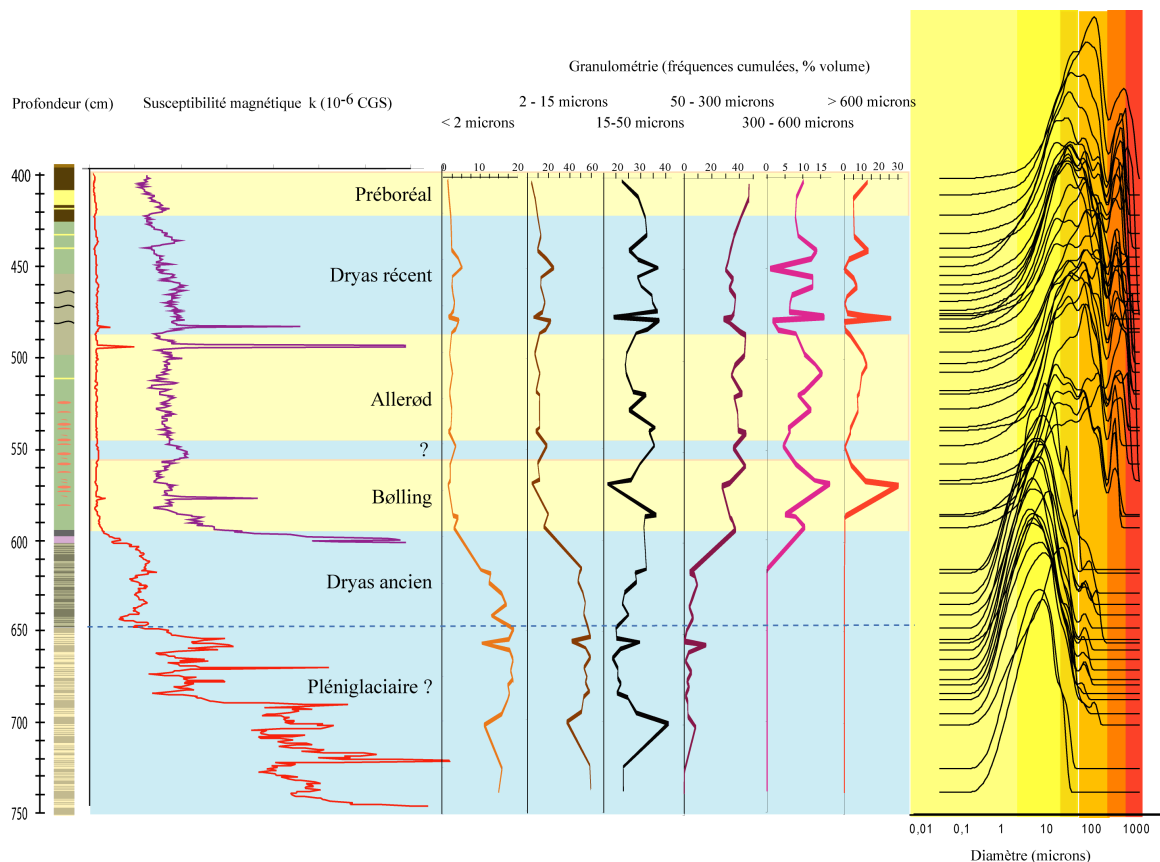 Granulométrie (fréquences cumulées, % volume)
Profondeur (cm) Susceptibilité magnétique k (10-6 CGS) 2 - 15 microns 50 - 300 microns > 600 microns
< 2 microns 15-50 microns 300 - 600 microns
0 10 20 0 20 40 60 20 30 40 0 20 40 0 5 10 15 0 10 20 30
400
Préboréal
450
Dryas récent
500
Allerød
550
?
Bølling
600
Dryas ancien
650
Pléniglaciaire ?
700
750
0,01 0,1 1 10 100 1000
Diamètre (microns)